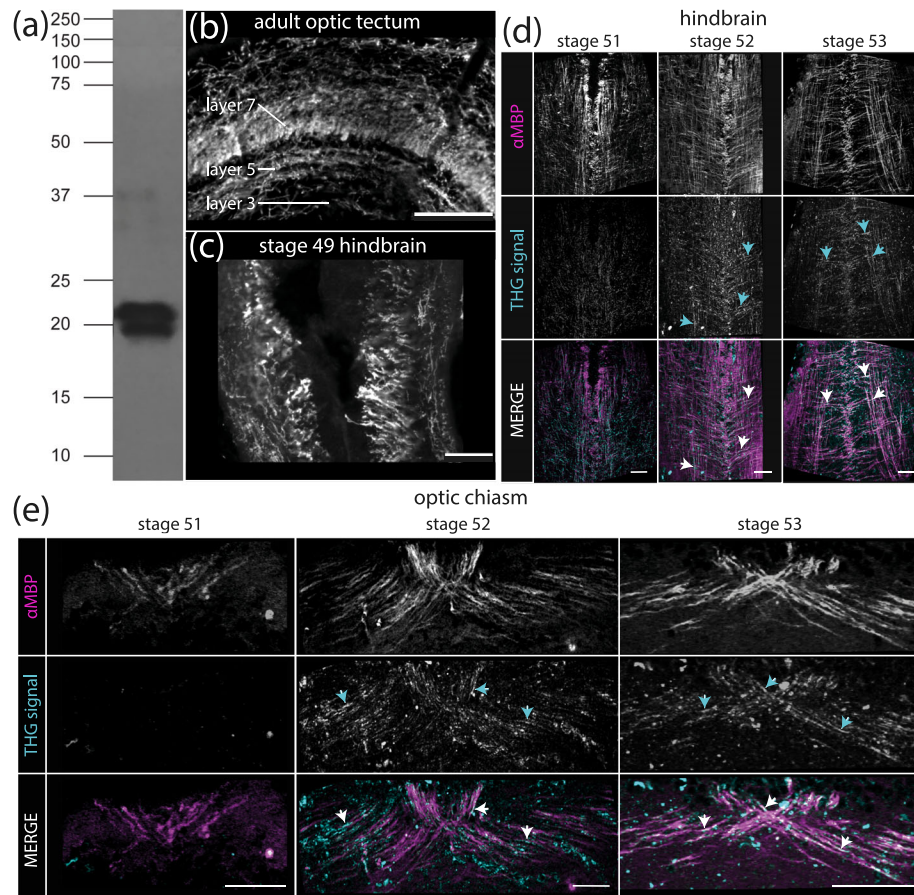 (a)
250
150
100
75
50
37
25
20
15
10
(b)
adult optic tectum
layer 7
layer 5
layer 3
(c)
stage 49 hindbrain
(d)
hindbrain
stage 51 stage 52 stage 53
αMBP
THG signal
MERGE
(e)
optic chiasm
stage 51 stage 52 stage 53
αMBP
THG signal
MERGE